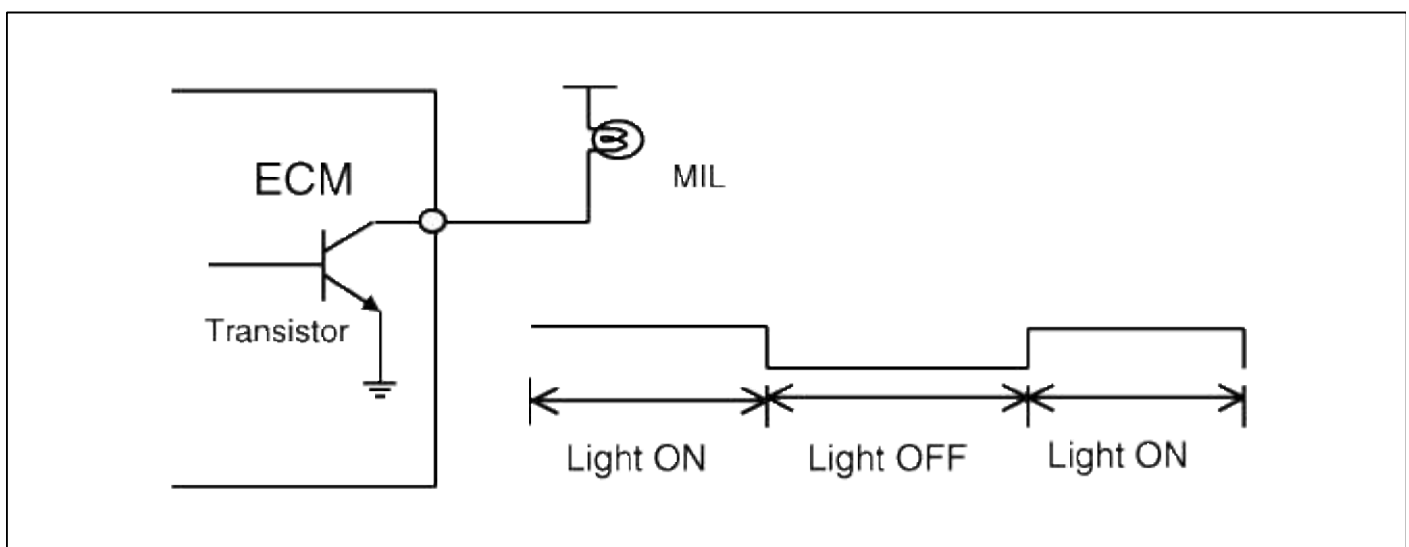 ECM
MIL
Transistor
Light ON
Light OFF
Light ON